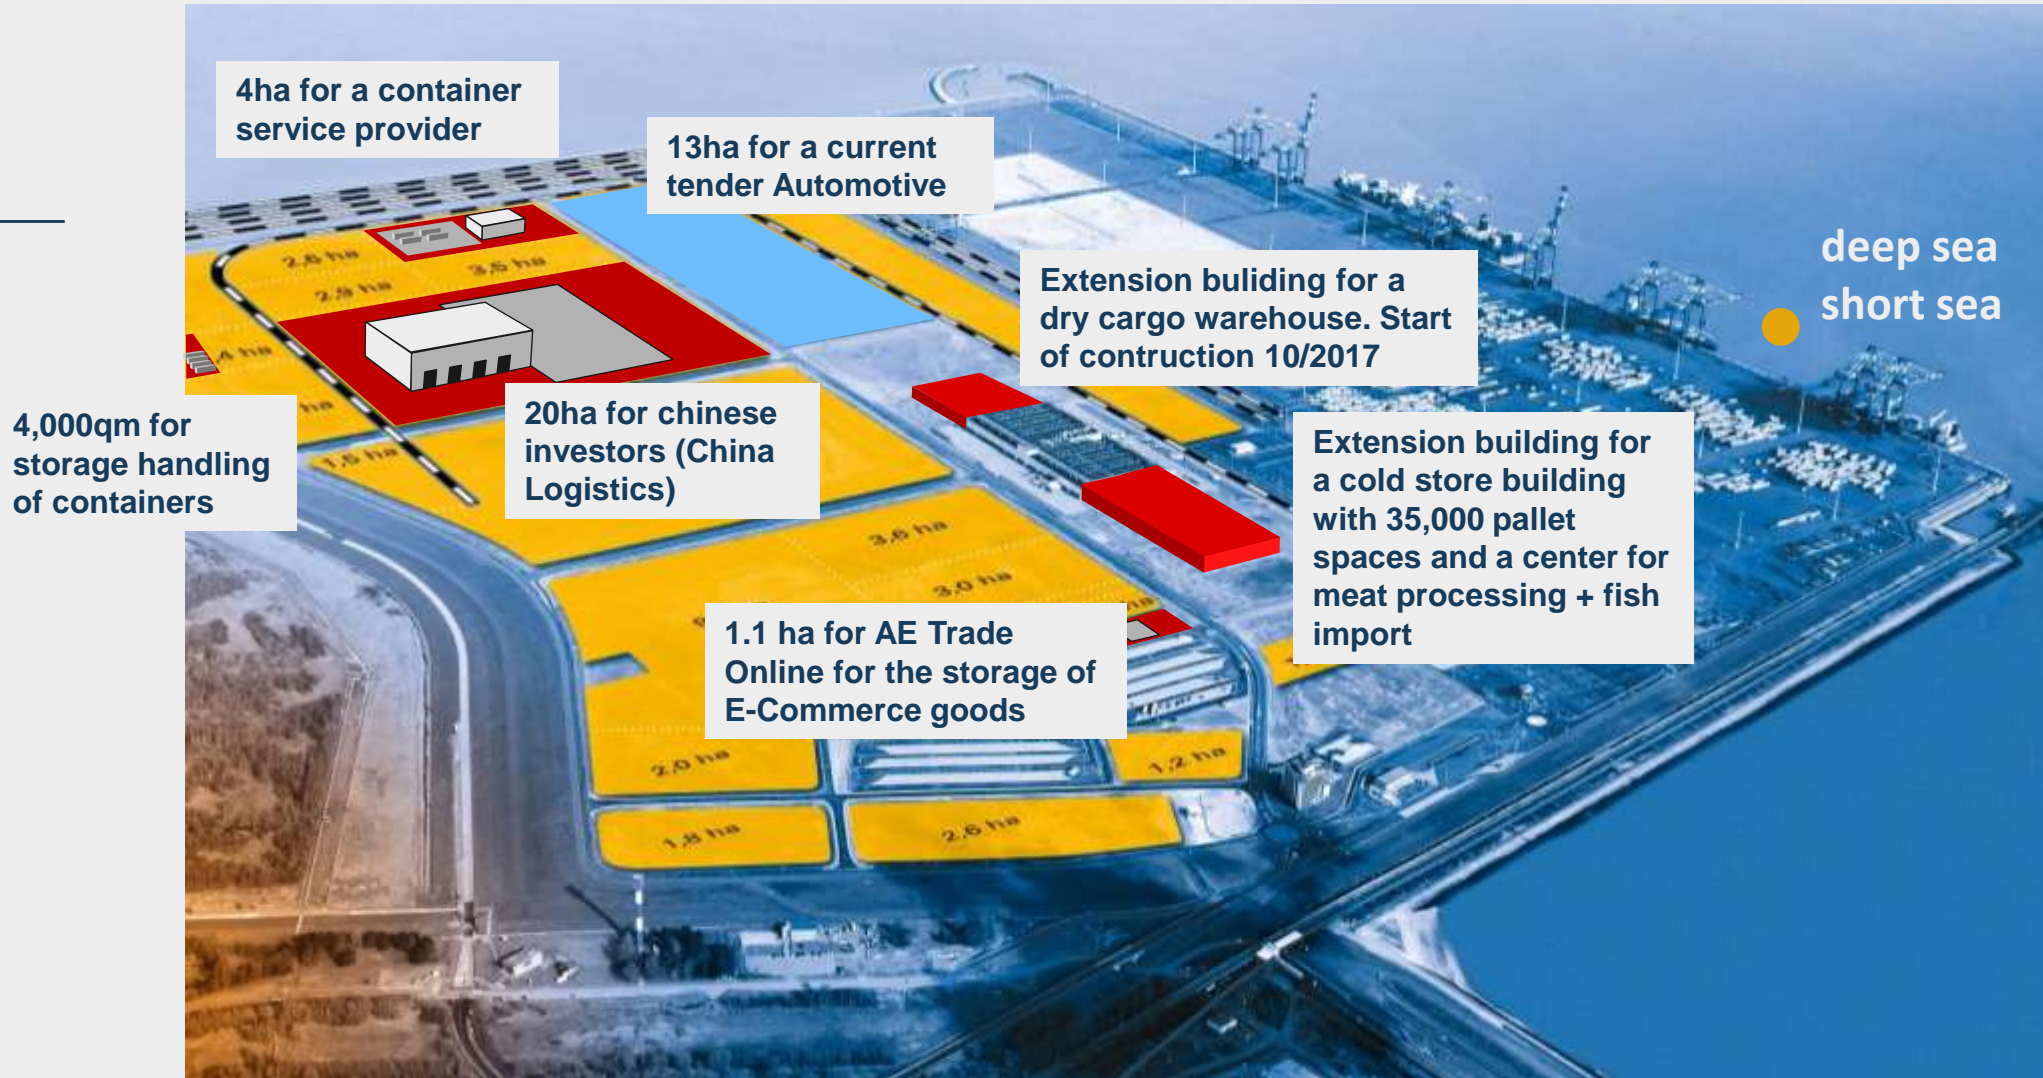 4ha for a container
service provider
13ha for a current
tender Automotive
deep sea
short sea
Extension buliding for a
dry cargo warehouse. Start
of contruction 10/2017
2,6 ha
3,5 ha
2,9 ha
4 ha
ha
4,000qm for
storage handling
of containers
20ha for chinese
investors (China
Logistics)
Extension building for
a cold store building
with 35,000 pallet
spaces and a center for
meat processing + fish
import
1,5 ha
3,6 ha
3,0 ha
ha
1.1 ha for AE Trade
Online for the storage of
E-Commerce goods
2,0 ha
1,2 ha
1,8 ha
2,6 ha